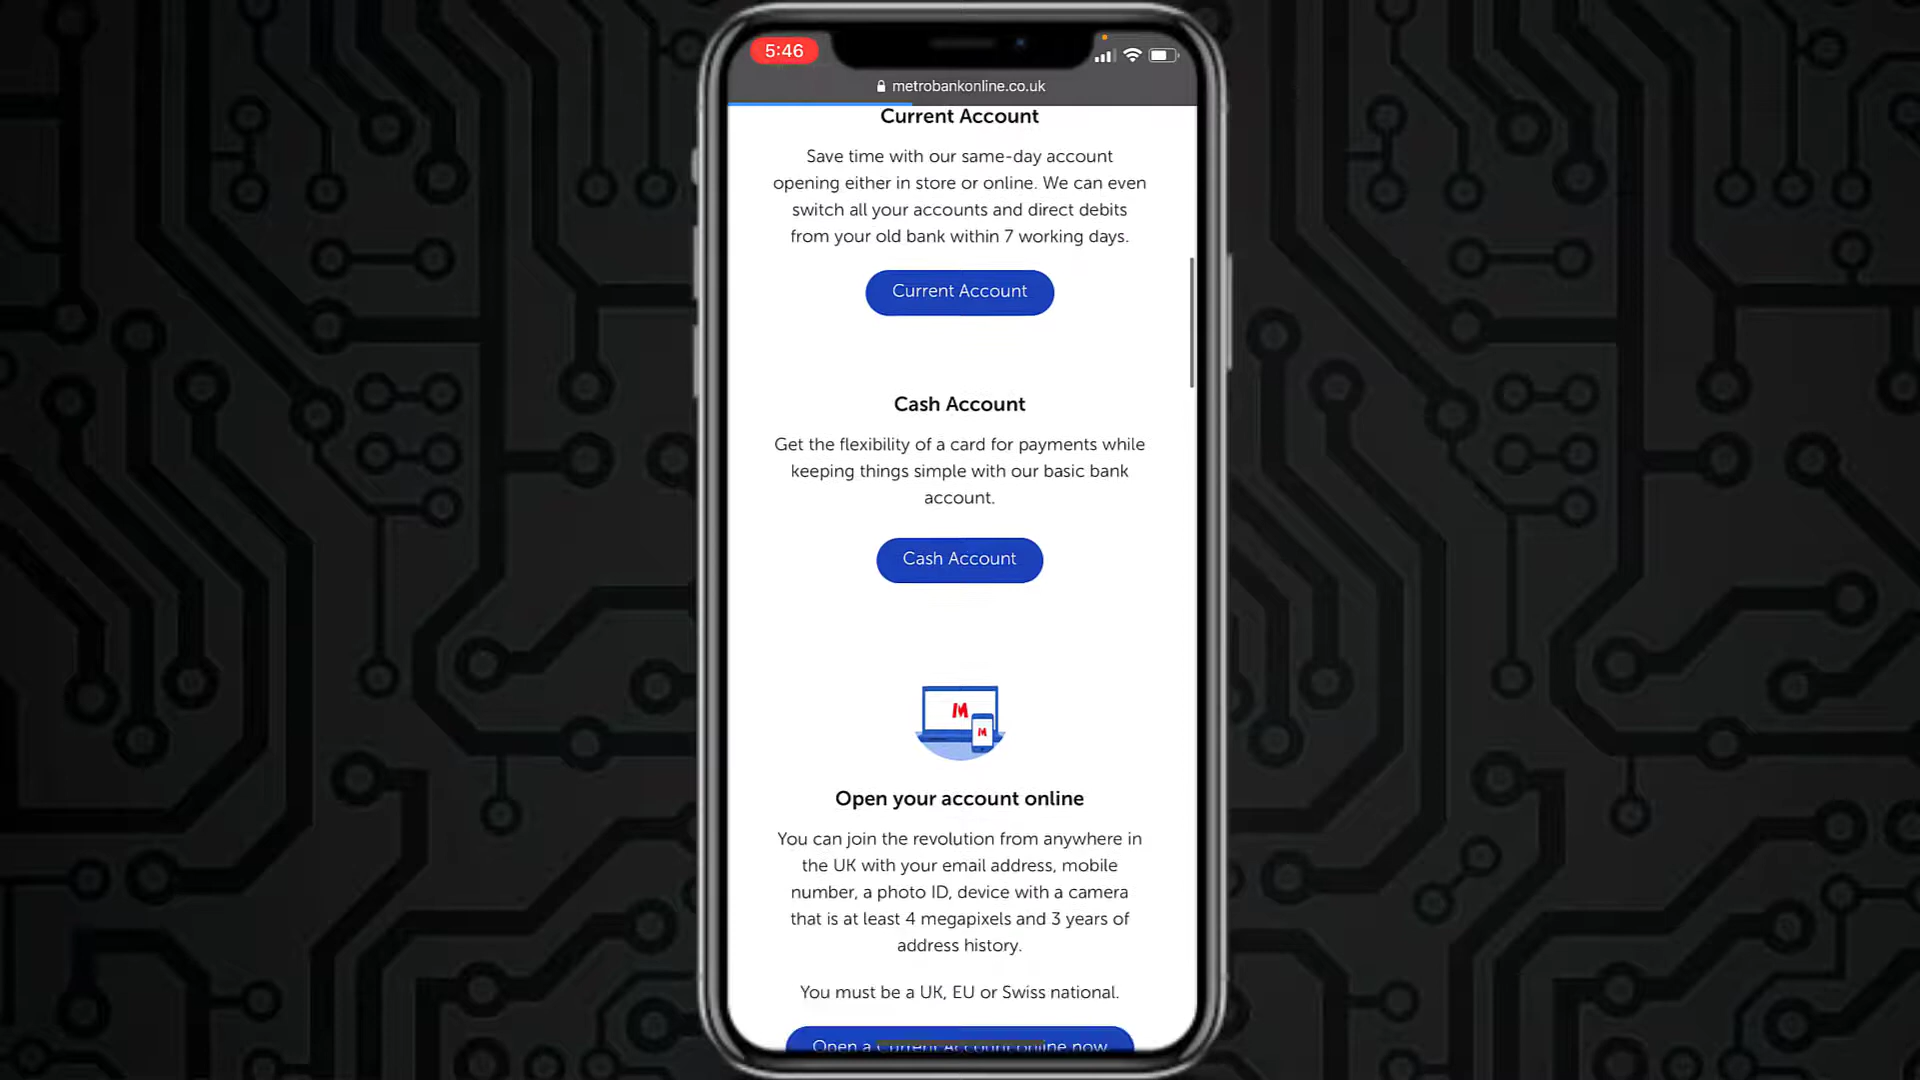 5:46
metrobankonline.co.uk
Current Account
Save time with our same-day account
opening either in store or online. We can even
switch all your accounts and direct debits
from your old bank within 7 working days.
Current Account
Cash Account
Get the flexibility of a card for payments while
keeping things simple with our basic bank
account.
Cash Account
M
M
Open your account online
You can join the revolution from anywhere in
the UK with your email address, mobile
number, a photo ID, device with a camera
that is at least 4 megapixels and 3 years of
address history.
You must be a UK, EU or Swiss national.
Open a Current Account online now